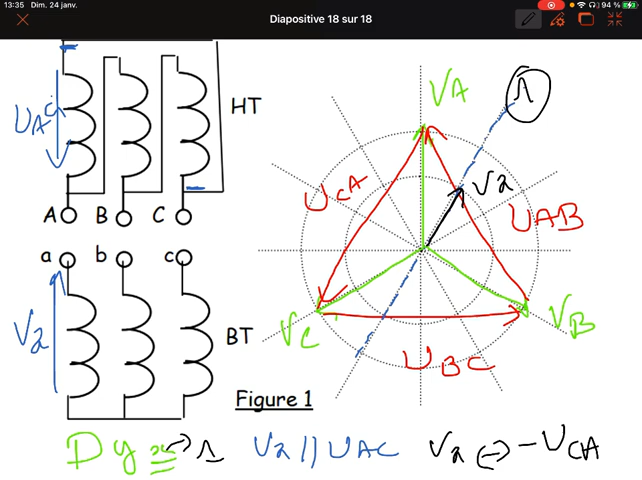 13:35 Dim. 24 janv.
94 %
Diapositive 18 sur 18
HT
UAC
A B C
a b c
V2
BT
VA
1
V2
UCA
UAB
VC
VB
UBC
Figure 1
Dy 1 V2 // UAC V2 ⇔ -UCA